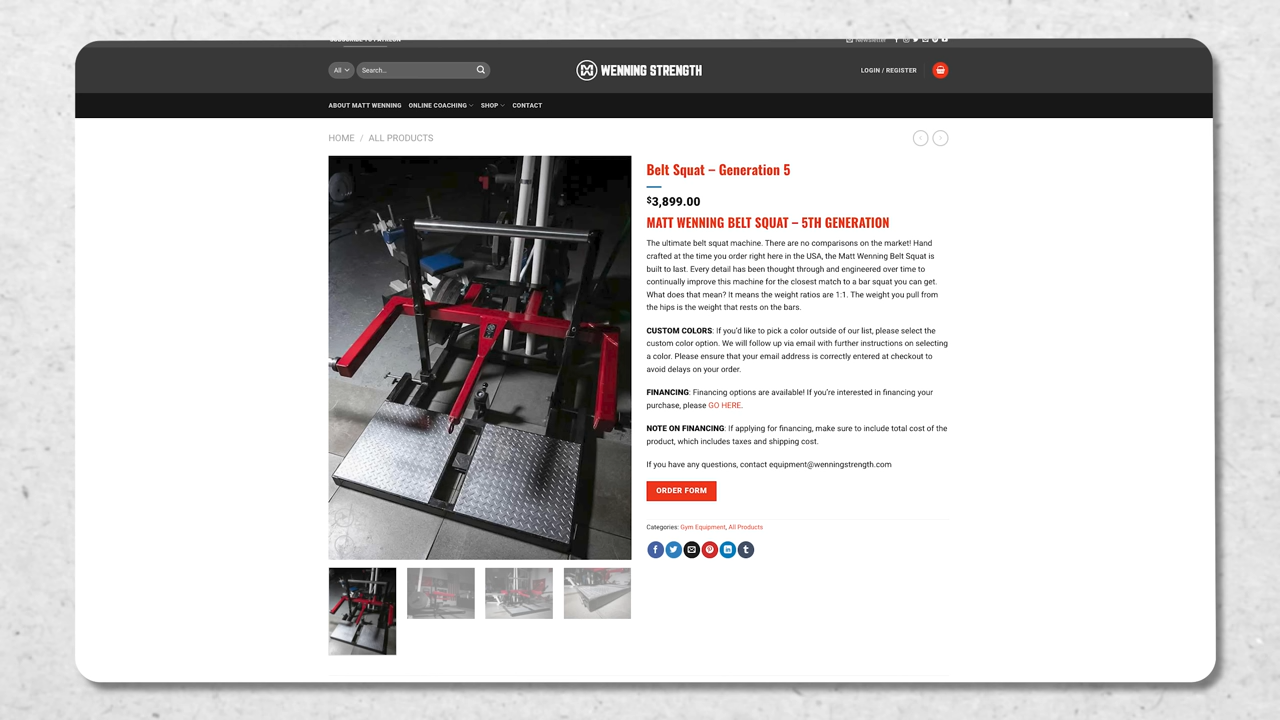 SUBSCRIBE TO PATREON
Newsletter
All
Search...
WENNING STRENGTH
LOGIN / REGISTER
ABOUT MATT WENNING
ONLINE COACHING
SHOP
CONTACT
HOME / ALL PRODUCTS
Belt Squat – Generation 5
$3,899.00
MATT WENNING BELT SQUAT – 5TH GENERATION
The ultimate belt squat machine. There are no comparisons on the market! Hand
crafted at the time you order right here in the USA, the Matt Wenning Belt Squat is
built to last. Every detail has been thought through and engineered over time to
continually improve this machine for the closest match to a bar squat you can get.
What does that mean? It means the weight ratios are 1:1. The weight you pull from
the hips is the weight that rests on the bars.
CUSTOM COLORS: If you'd like to pick a color outside of our list, please select the
custom color option. We will follow up via email with further instructions on selecting
a color. Please ensure that your email address is correctly entered at checkout to
avoid delays on your order.
FINANCING: Financing options are available! If you're interested in financing your
purchase, please GO HERE.
NOTE ON FINANCING: If applying for financing, make sure to include total cost of the
product, which includes taxes and shipping cost.
If you have any questions, contact equipment@wenningstrength.com
ORDER FORM
Categories: Gym Equipment, All Products